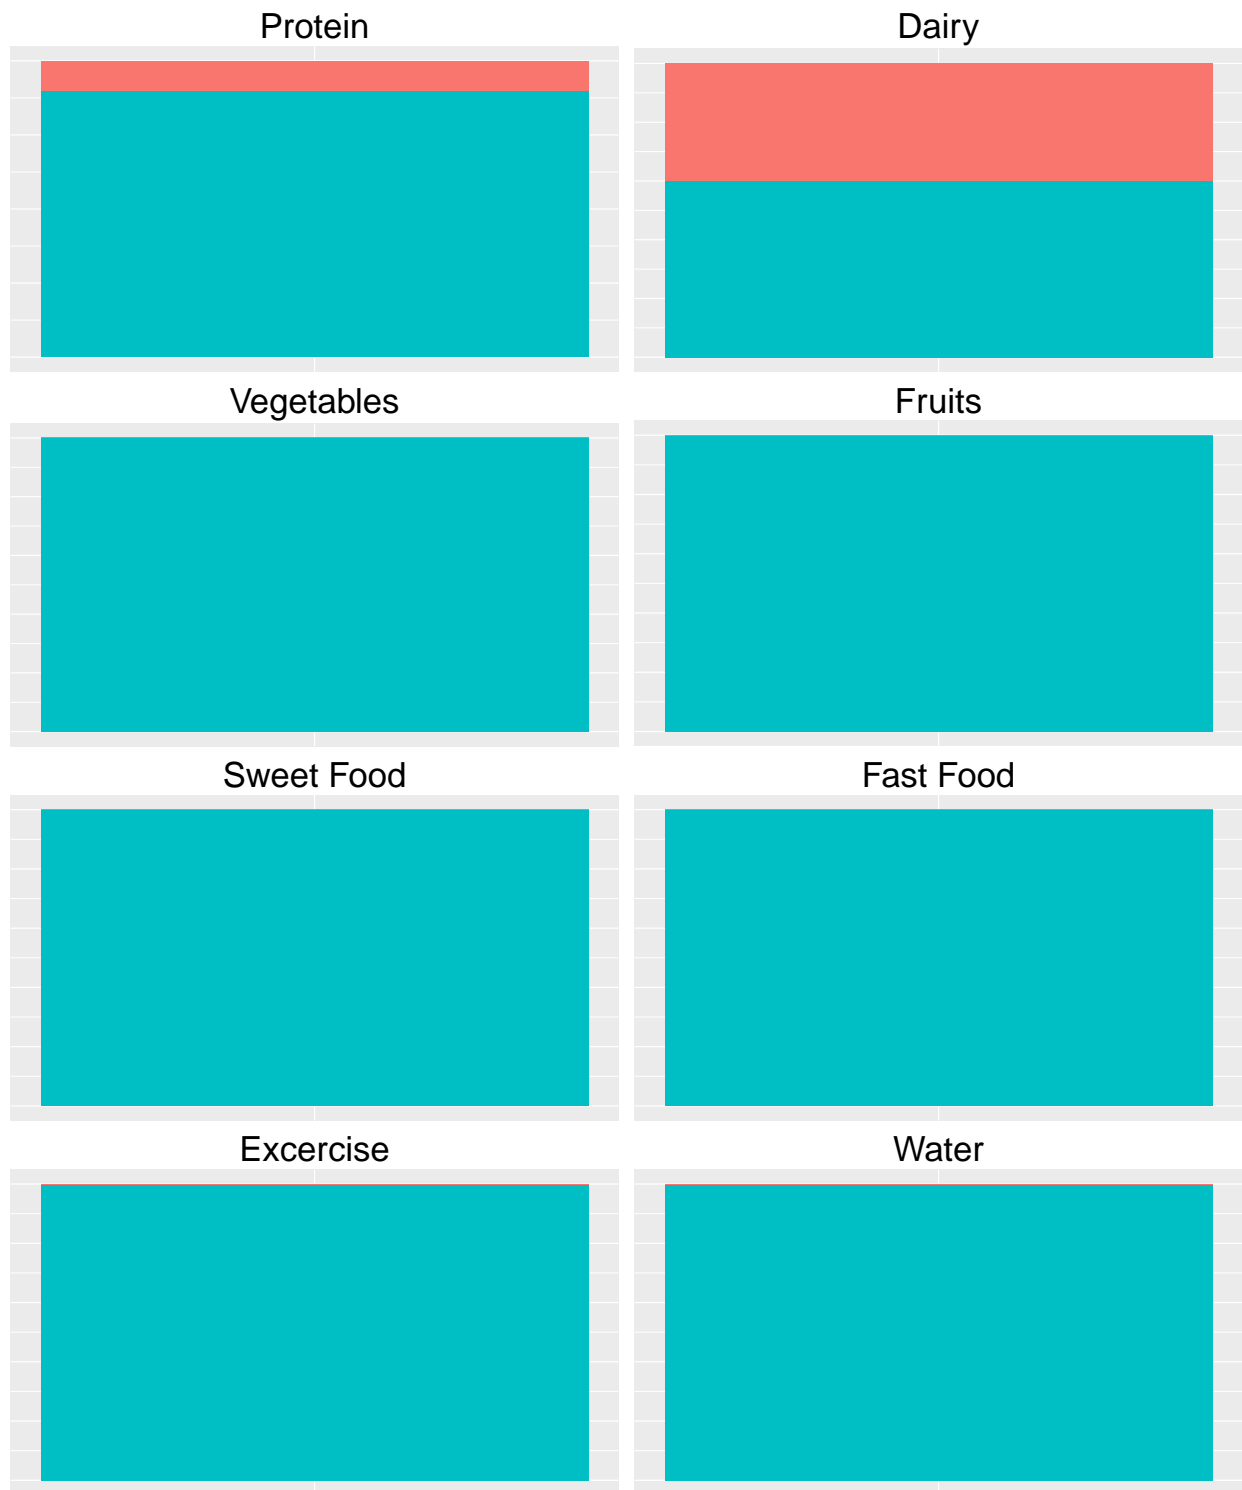 Protein
Dairy
Vegetables
Fruits
Sweet Food
Fast Food
Excercise
Water